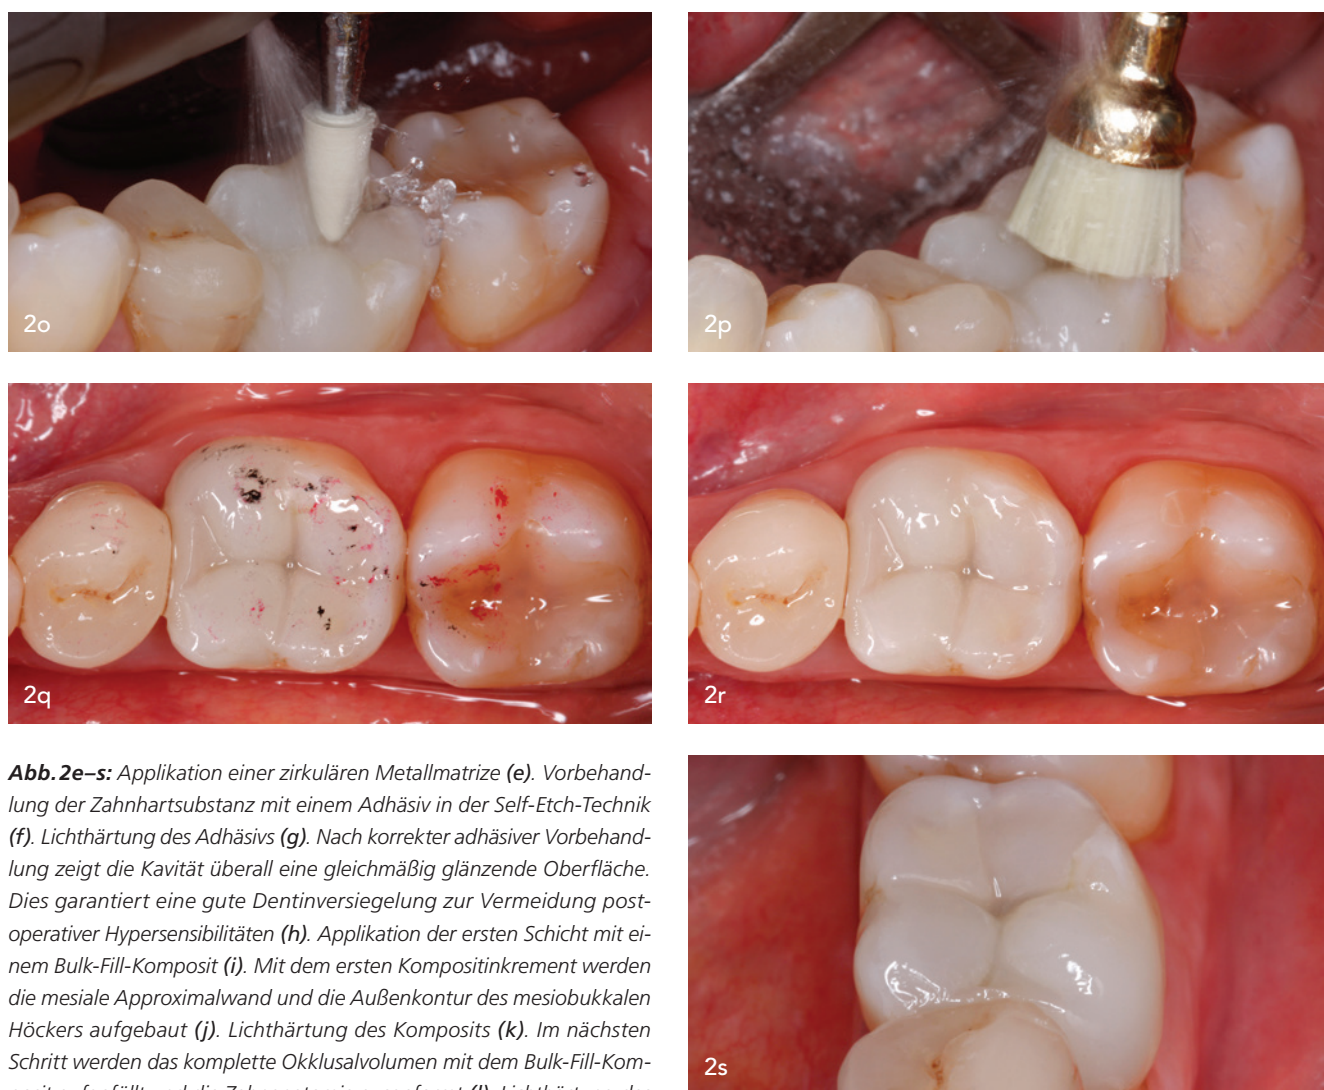 2o
2p
2q
2r
Abb. 2e–s: Applikation einer zirkulären Metallmatrize (e). Vorbehand-
lung der Zahnhartsubstanz mit einem Adhäsiv in der Self-Etch-Technik
(f). Lichthärtung des Adhäsivs (g). Nach korrekter adhäsiver Vorbehand-
lung zeigt die Kavität überall eine gleichmäßig glänzende Oberfläche.
Dies garantiert eine gute Dentinversiegelung zur Vermeidung post-
operativer Hypersensibilitäten (h). Applikation der ersten Schicht mit ei-
nem Bulk-Fill-Komposit (i). Mit dem ersten Kompositinkrement werden
die mesiale Approximalwand und die Außenkontur des mesiobukkalen
Höckers aufgebaut (j). Lichthärtung des Komposits (k). Im nächsten
Schritt werden das komplette Okklusalvolumen mit dem Bulk-Fill-Kom-
2s